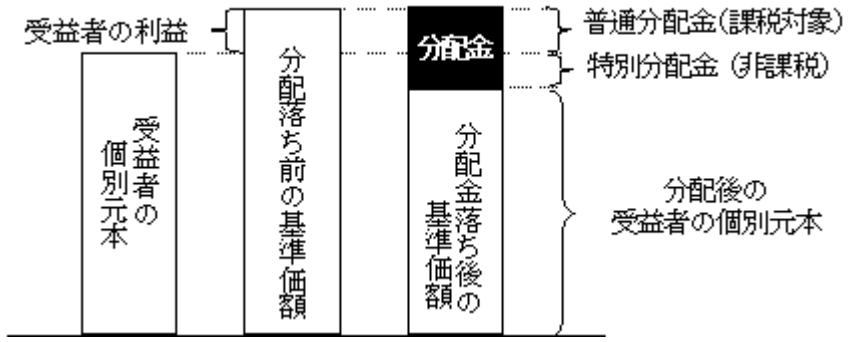 受益者の利益
受益者の
個別元本
分配落ち前の基準価額
分配金
分配金落ち後の
基準価額
普通分配金(課税対象)
特別分配金 (非課税)
分配後の
受益者の個別元本